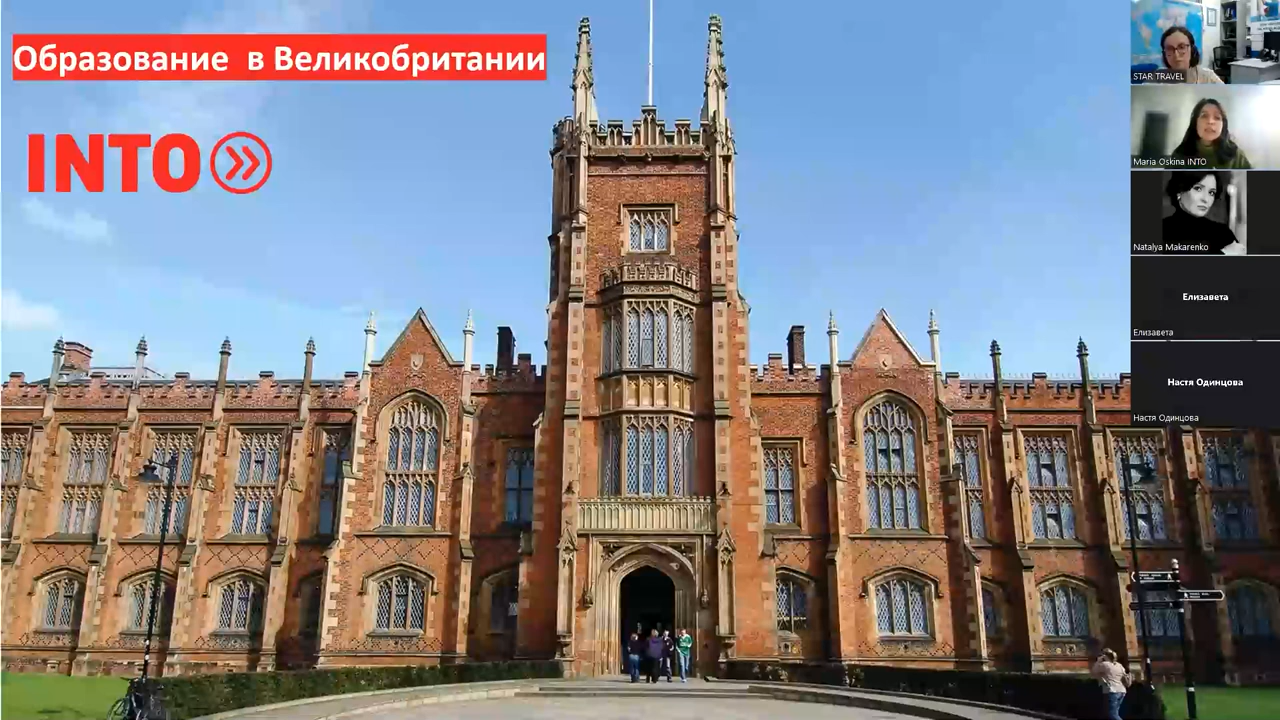 Образование в Великобритании
INTO
STAR TRAVEL
Maria Oskina INTO
Natalya Makarenko
Елизавета
Елизавета
Настя Одинцова
Настя Одинцова